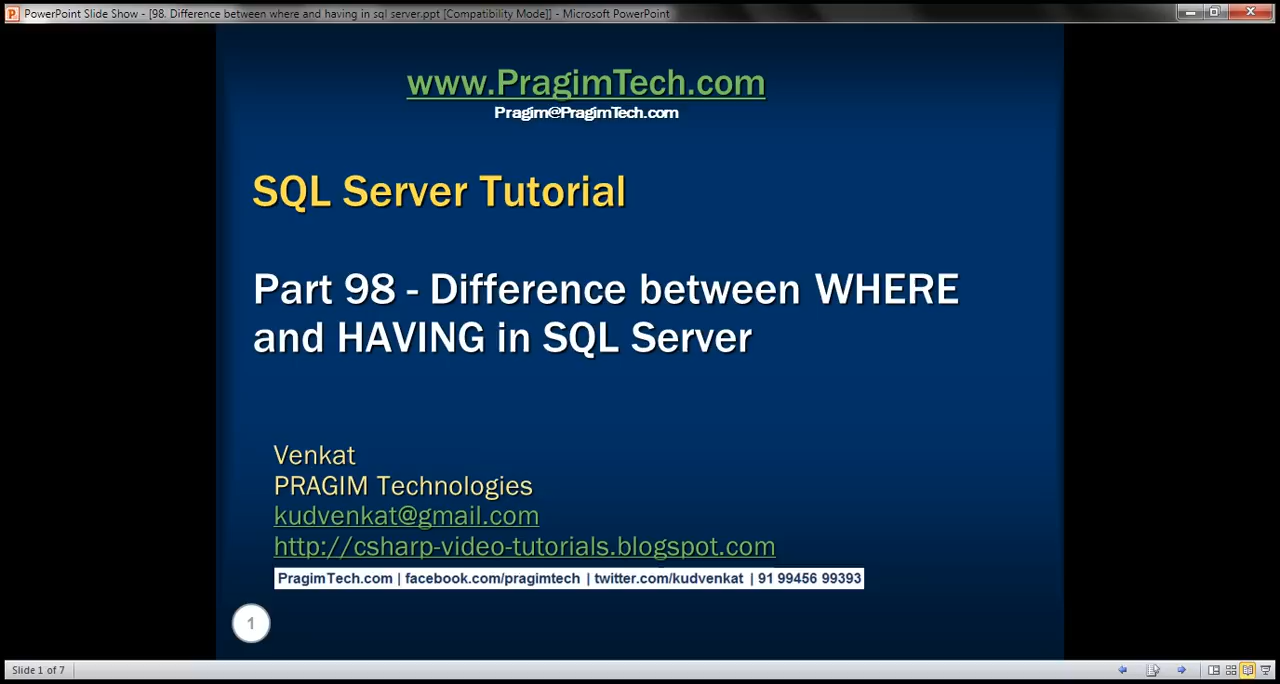 PowerPoint Slide Show - [98. Difference between where and having in sql server.ppt [Compatibility Mode]] - Microsoft PowerPoint
www.PragimTech.com
Pragim@PragimTech.com
SQL Server Tutorial
Part 98 - Difference between WHERE
and HAVING in SQL Server
Venkat
PRAGIM Technologies
kudvenkat@gmail.com
http://csharp-video-tutorials.blogspot.com
PragimTech.com | facebook.com/pragimtech | twitter.com/kudvenkat | 91 99456 99393
1
Slide 1 of 7